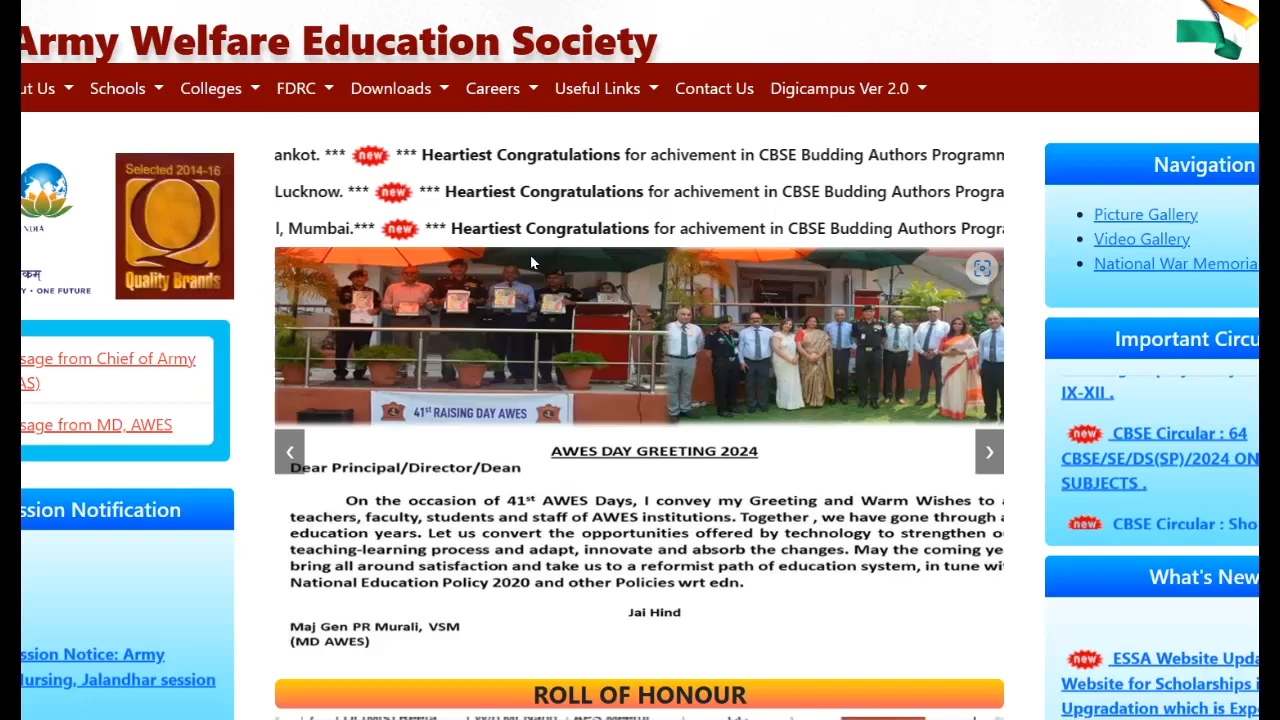 Army Welfare Education Society
ut Us Schools Colleges FDRC Downloads Careers Useful Links Contact Us Digicampus Ver 2.0
ankot. *** new *** Heartiest Congratulations for achivement in CBSE Budding Authors Programm
Lucknow. *** new *** Heartiest Congratulations for achivement in CBSE Budding Authors Progra
l, Mumbai.*** new *** Heartiest Congratulations for achivement in CBSE Budding Authors Progr
Selected 2014-16
Q
Quality Brands
NDIA
कम्
Y • ONE FUTURE
sage from Chief of Army
AS)
sage from MD, AWES
ssion Notification
ssion Notice: Army
Nursing, Jalandhar session
41ST RAISING DAY AWES
AWES DAY GREETING 2024
Dear Principal/Director/Dean
On the occasion of 41st AWES Days, I convey my Greeting and Warm Wishes to
teachers, faculty, students and staff of AWES institutions. Together , we have gone through
education years. Let us convert the opportunities offered by technology to strengthen o
teaching-learning process and adapt, innovate and absorb the changes. May the coming ye
bring all around satisfaction and take us to a reformist path of education system, in tune wi
National Education Policy 2020 and other Policies wrt edn.
Jai Hind
Maj Gen PR Murali, VSM
(MD AWES)
ROLL OF HONOUR
Navigation
Picture Gallery
Video Gallery
National War Memoria
Important Circu
IX-XII .
new CBSE Circular : 64
CBSE/SE/DS(SP)/2024 ON
SUBJECTS .
new CBSE Circular : Sho
What's New
new ESSA Website Upda
Website for Scholarships i
Upgradation which is Exp